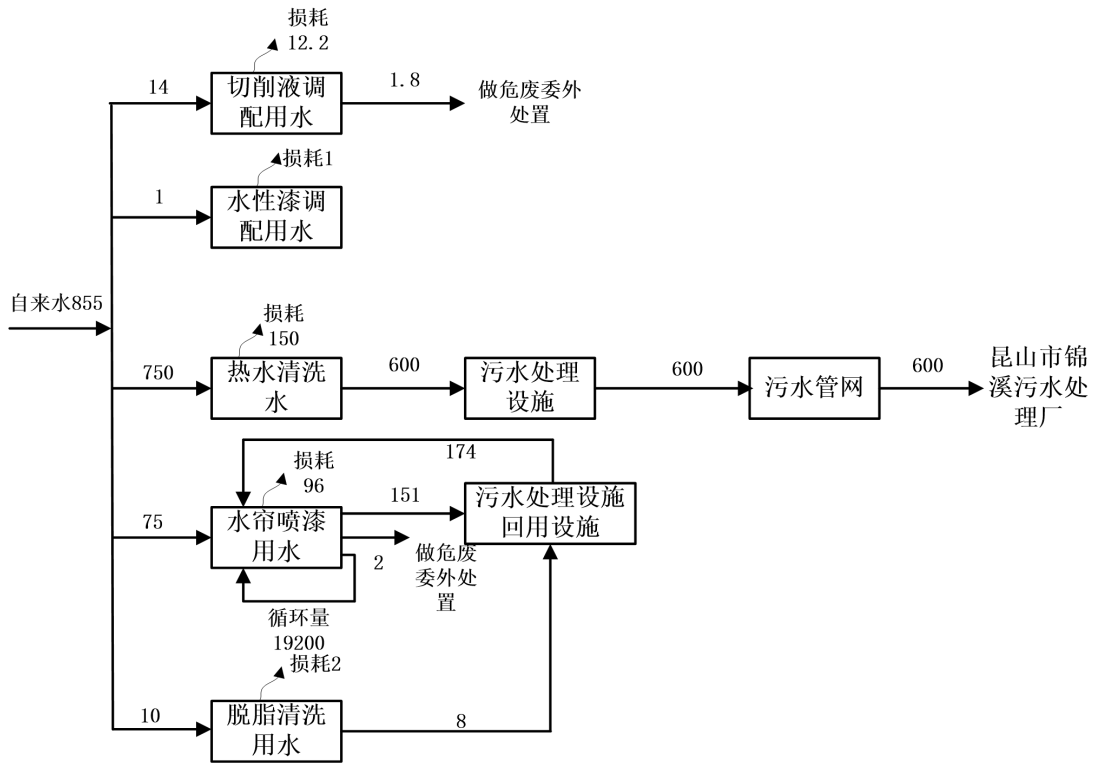 损耗
12.2
14
切削液调
配用水
1.8
做危废委外
处置
损耗1
1
水性漆调
配用水
自来水855
损耗
150
750
热水清洗
水
600
污水处理
设施
600
污水管网
600
昆山市锦
溪污水处
理厂
174
损耗
96
75
水帘喷漆
用水
151
污水处理设施
回用设施
2
做危废
委外处
置
循环量
19200
损耗2
10
脱脂清洗
用水
8